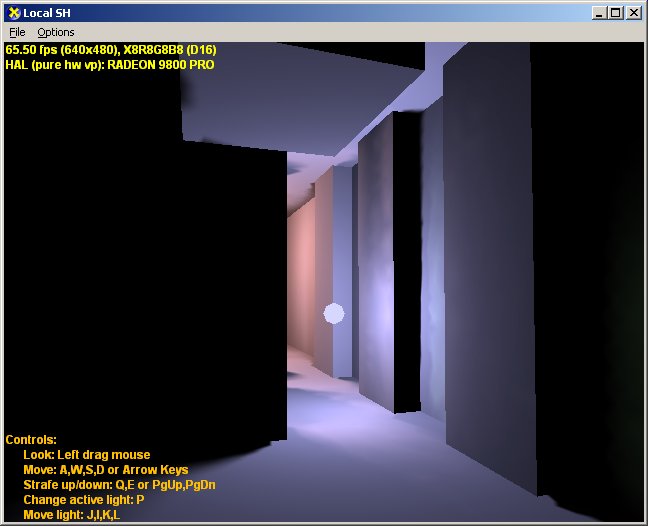 Local SH
File Options
65.50 fps (640x480), X8R8G8B8 (D16)
HAL (pure hw vp): RADEON 9800 PRO
Controls:
Look: Left drag mouse
Move: A,W,S,D or Arrow Keys
Strafe up/down: Q,E or PgUp,PgDn
Change active light: P
Move light: J,I,K,L